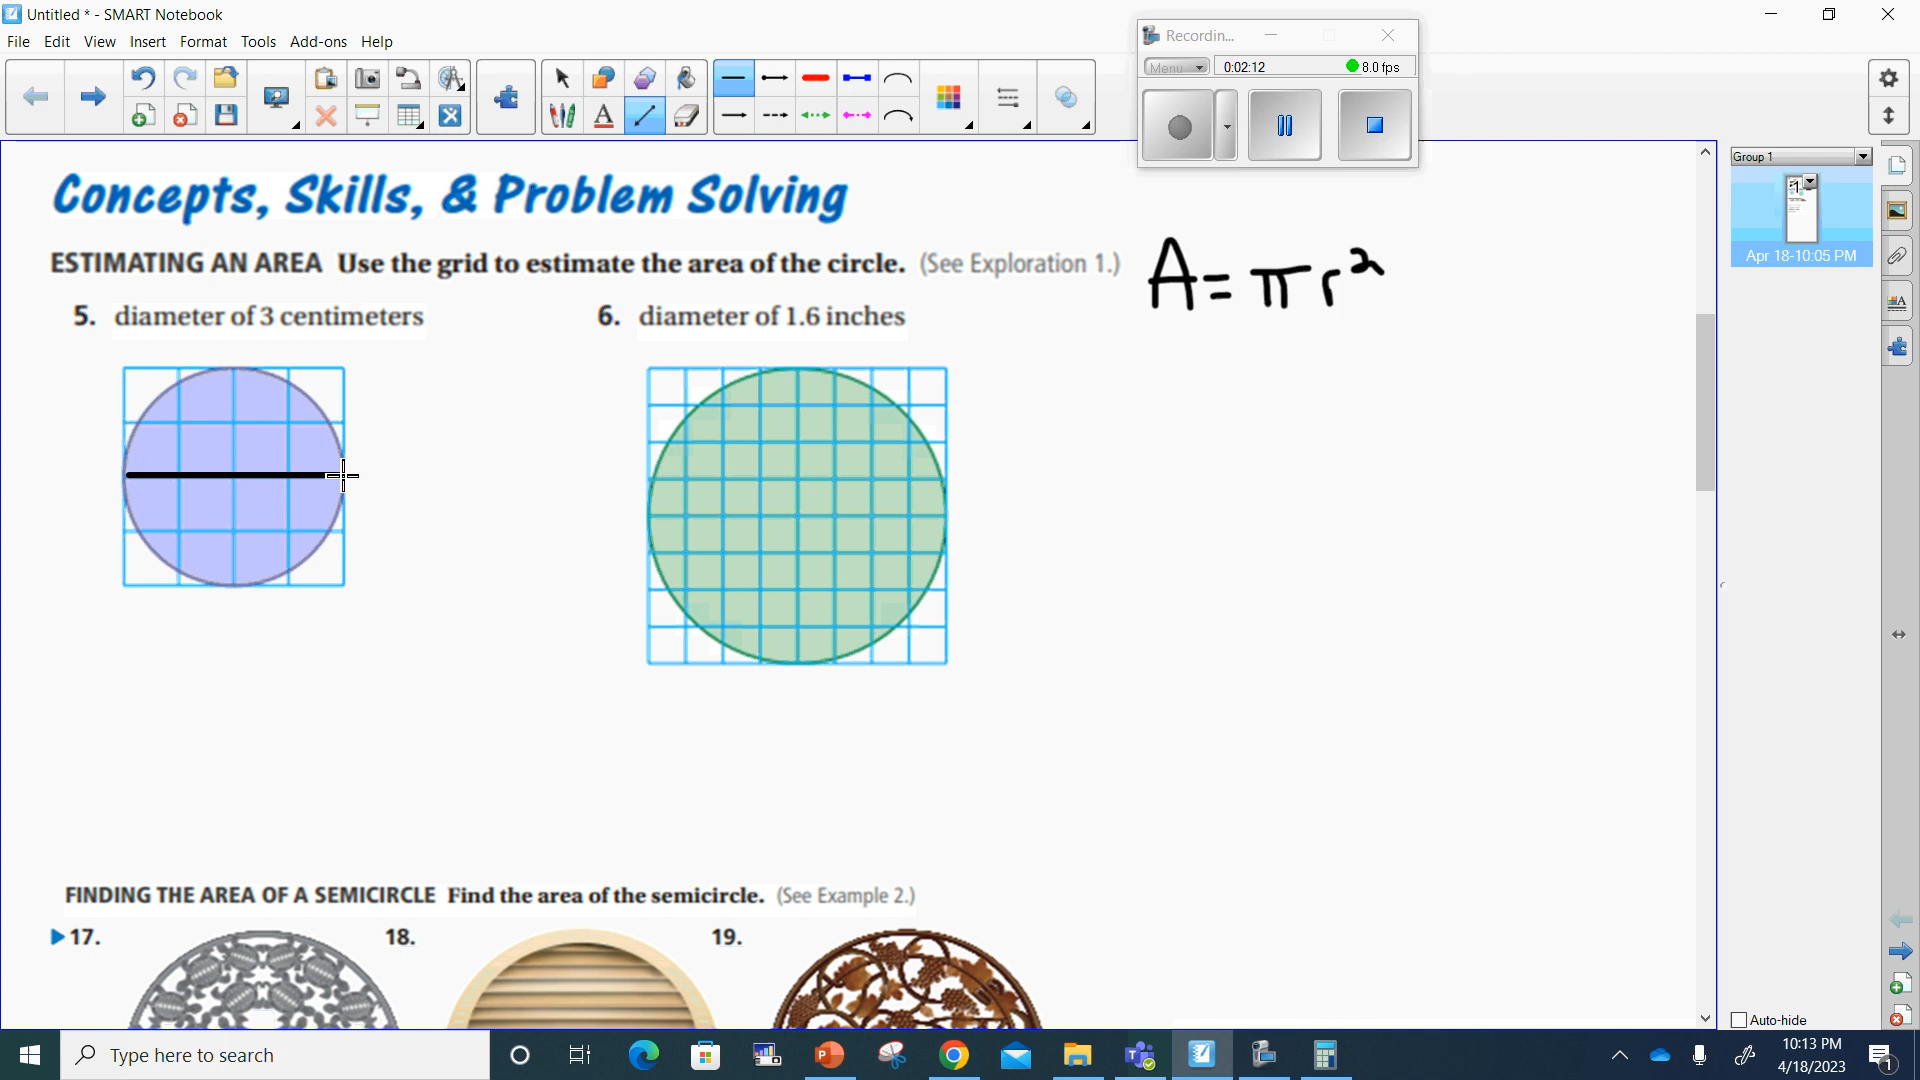 Untitled * - SMART Notebook
File Edit View Insert Format Tools Add-ons Help
Recordin...
Menu 0:02:12 8.0 fps
Group 1
1
Apr 18-10:05 PM
Concepts, Skills, & Problem Solving
ESTIMATING AN AREA Use the grid to estimate the area of the circle. (See Exploration 1.)
A = πr²
5. diameter of 3 centimeters
6. diameter of 1.6 inches
FINDING THE AREA OF A SEMICIRCLE Find the area of the semicircle. (See Example 2.)
17. 18. 19.
Auto-hide
Type here to search
10:13 PM
4/18/2023
1